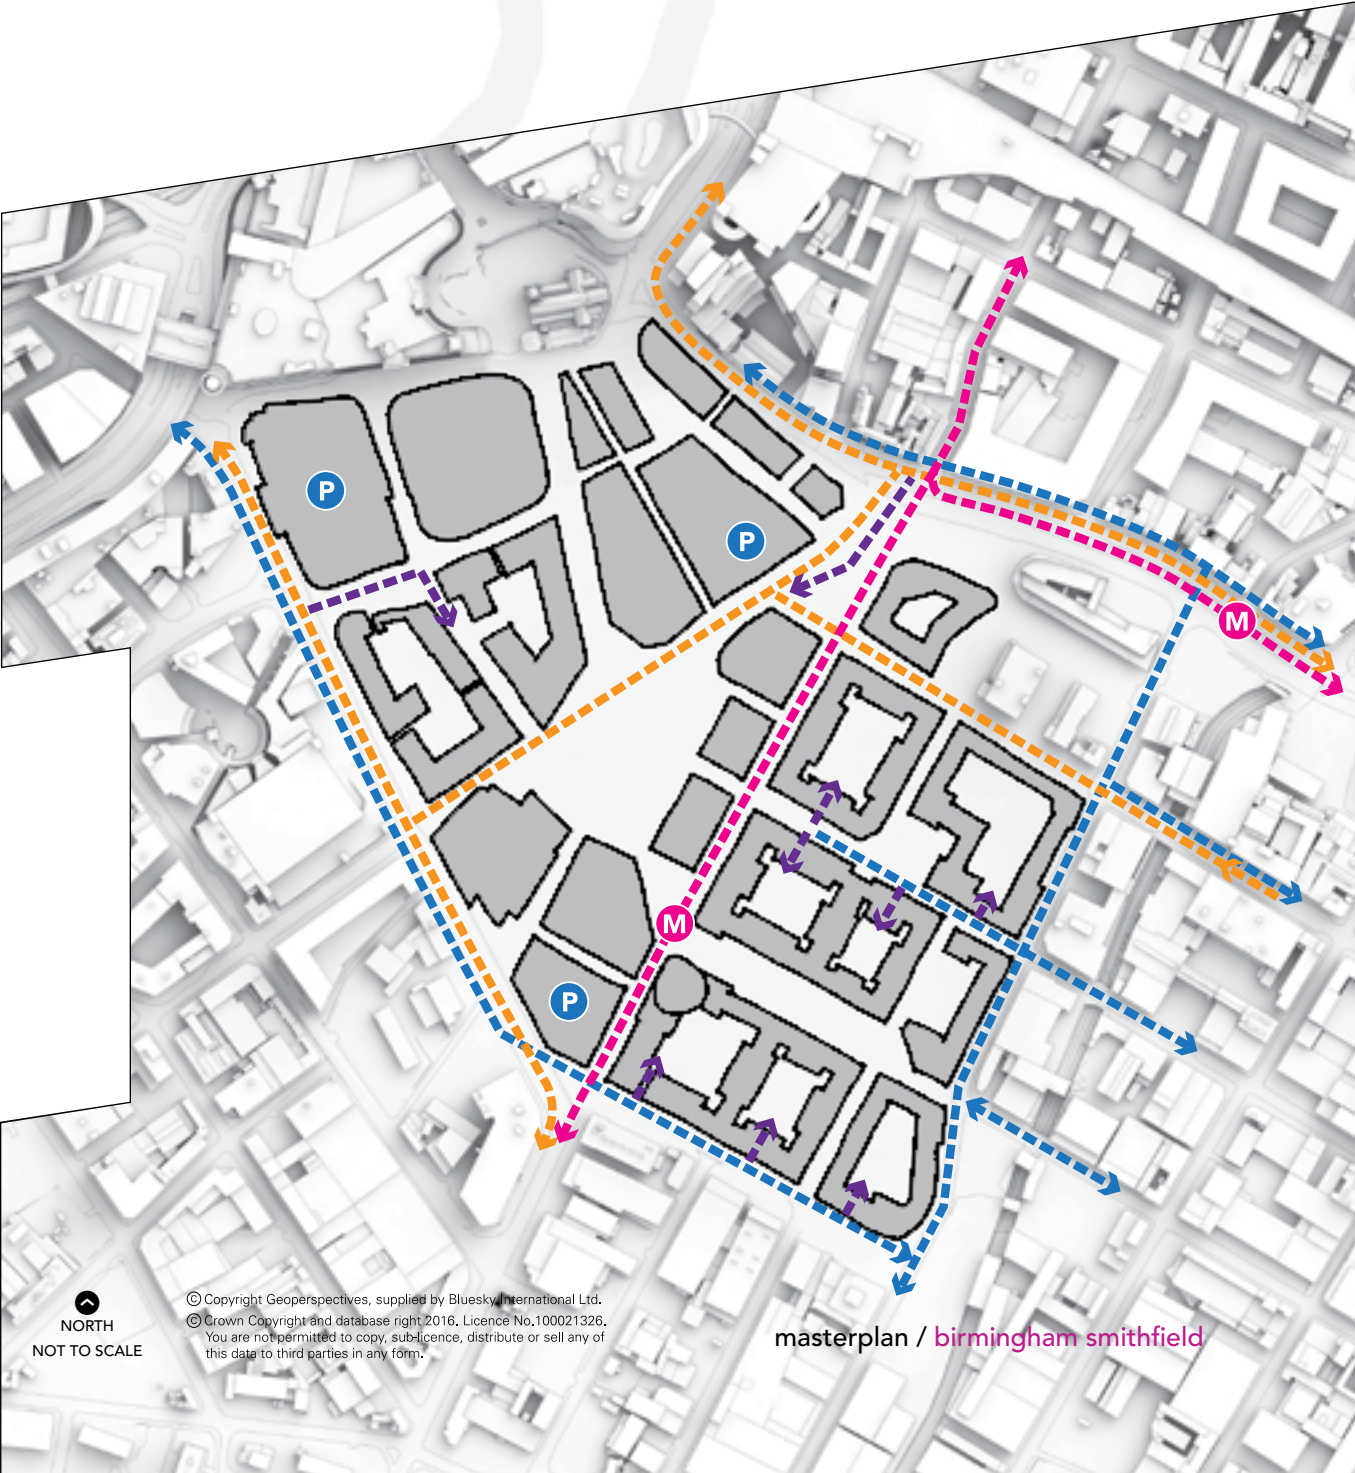 P
P
M
M
P
NORTH
NOT TO SCALE
© Copyright Geoperspectives, supplied by Bluesky International Ltd.
© Crown Copyright and database right 2016. Licence No.100021326.
You are not permitted to copy, sub-licence, distribute or sell any of
this data to third parties in any form.
masterplan / birmingham smithfield